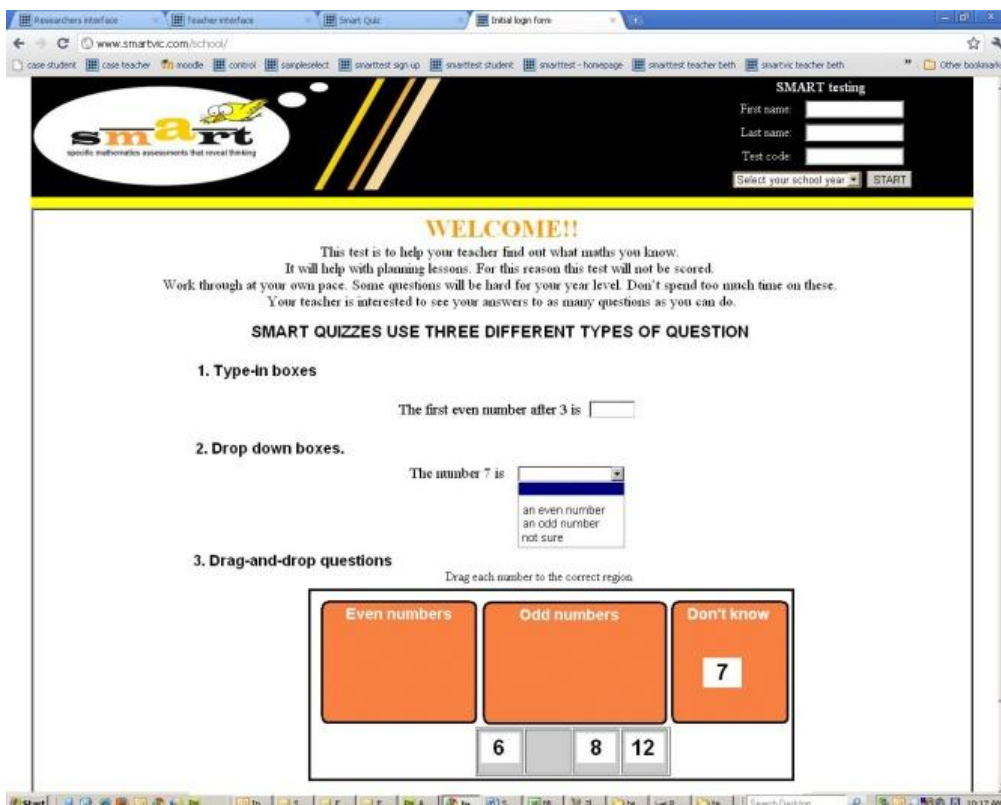 Researchers interface
Teacher interface
Smart Quiz
Initial login form
www.smartvic.com/school/
case student
case teacher
moodle
control
sampleselect
smarttest sign-up
smarttest student
smarttest - homepage
smarttest teacher beth
smartvic teacher beth
"
Other bookmark
smart
specific mathematics assessments that reveal thinking
SMART testing
First name:
Last name:
Test code:
Select your school year
START
WELCOME!!
This test is to help your teacher find out what maths you know.
It will help with planning lessons. For this reason this test will not be scored.
Work through at your own pace. Some questions will be hard for your year level. Don't spend too much time on these.
Your teacher is interested to see your answers to as many questions as you can do.
SMART QUIZZES USE THREE DIFFERENT TYPES OF QUESTION
1. Type-in boxes
The first even number after 3 is
2. Drop down boxes.
The number 7 is
an even number
an odd number
not sure
3. Drag-and-drop questions
Drag each number to the correct region
Even numbers
Odd numbers
Don't know
7
6 8 12
Start
Search Desktop